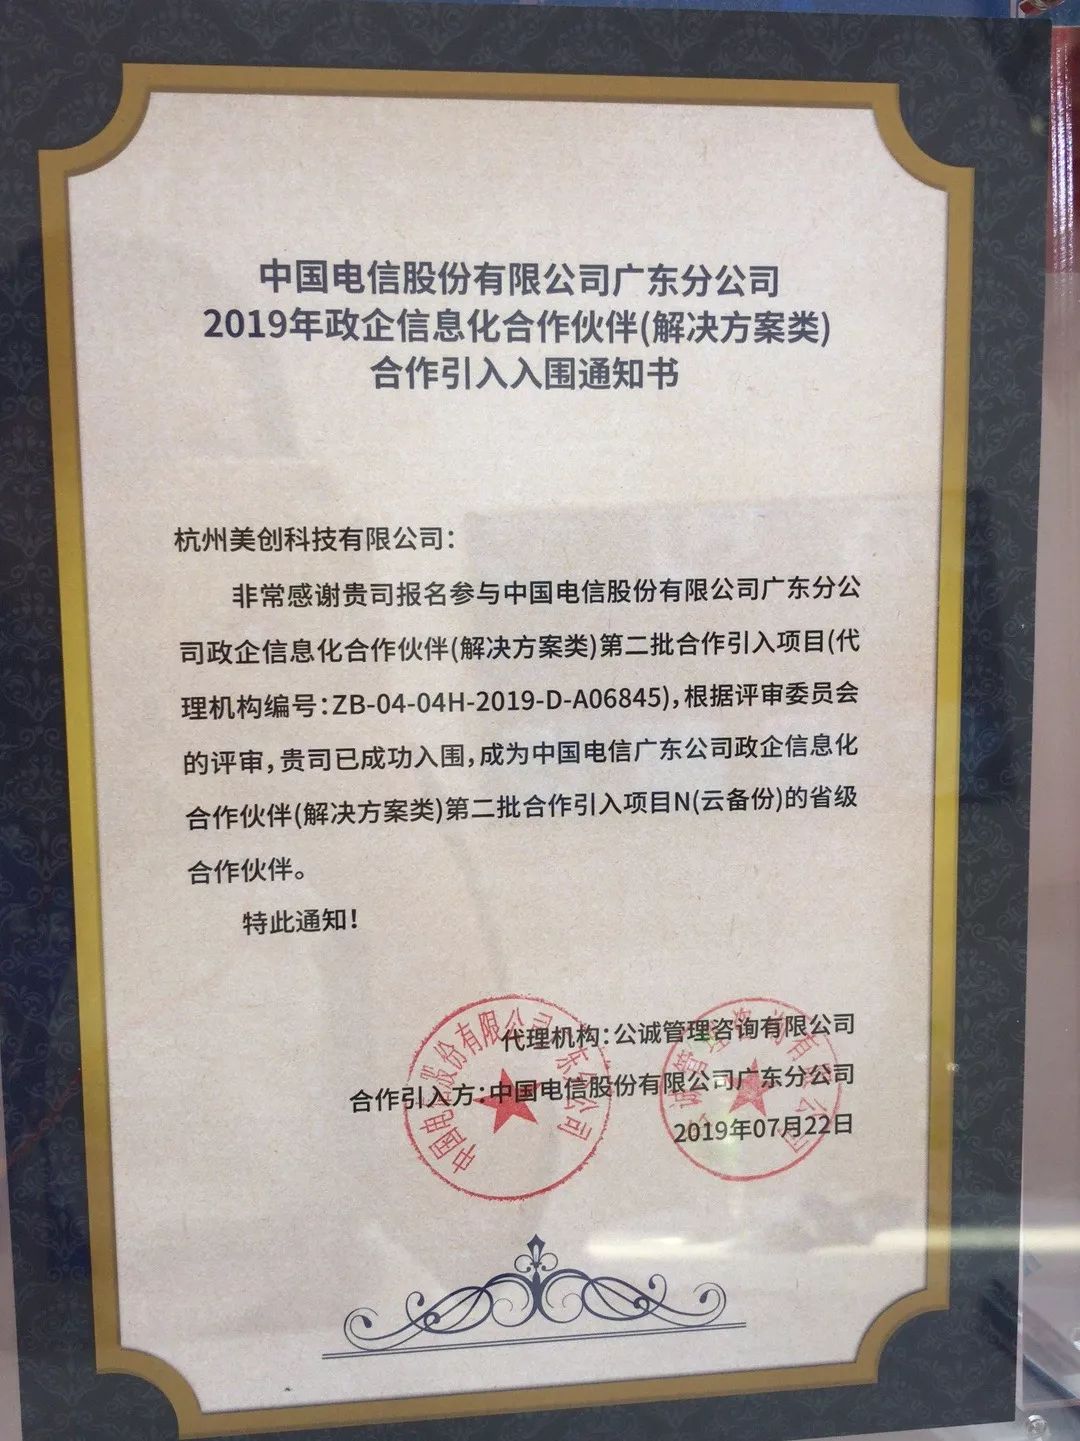 中国电信股份有限公司广东分公司
2019年政企信息化合作伙伴(解决方案类)
合作引入入围通知书
杭州美创科技有限公司：
非常感谢贵司报名参与中国电信股份有限公司广东分公
司政企信息化合作伙伴(解决方案类)第二批合作引入项目(代
理机构编号：ZB-04-04H-2019-D-A06845)，根据评审委员会
的评审，贵司已成功入围，成为中国电信广东公司政企信息化
合作伙伴(解决方案类)第二批合作引入项目N(云备份)的省级
合作伙伴。
特此通知！
代理机构：公诚管理咨询有限公司
合作引入方：中国电信股份有限公司广东分公司
2019年07月22日